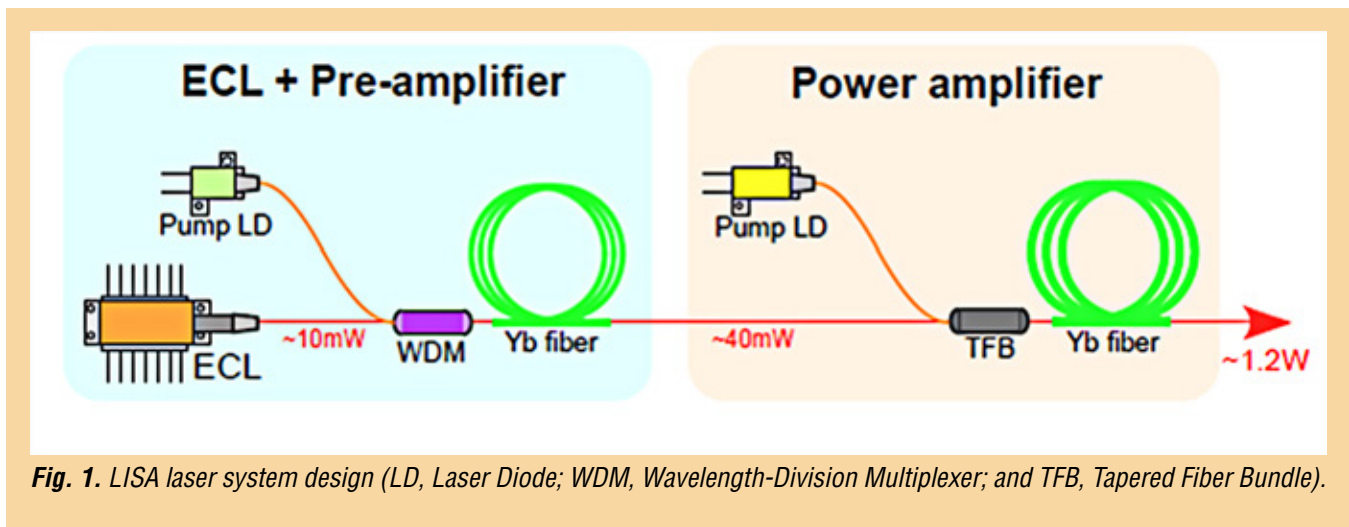 ECL + Pre-amplifier
Power amplifier
Pump LD
Pump LD
~10mW
WDM
Yb fiber
~40mW
TFB
Yb fiber
ECL
~1.2W
Fig. 1. LISA laser system design (LD, Laser Diode; WDM, Wavelength-Division Multiplexer; and TFB, Tapered Fiber Bundle).